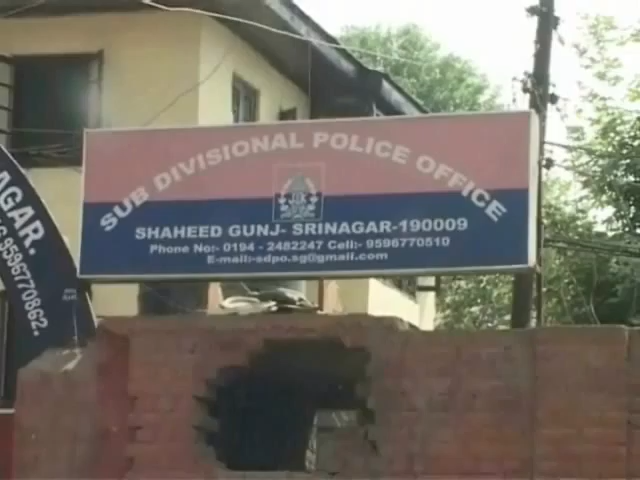 SUB DIVISIONAL POLICE OFFICE
J&K
SHAHEED GUNJ- SRINAGAR-190009
Phone No:- 0194 - 2482247 Cell:- 9596770510
E-mail:-sdpo.sg@gmail.com
AGAR.
9596770862.